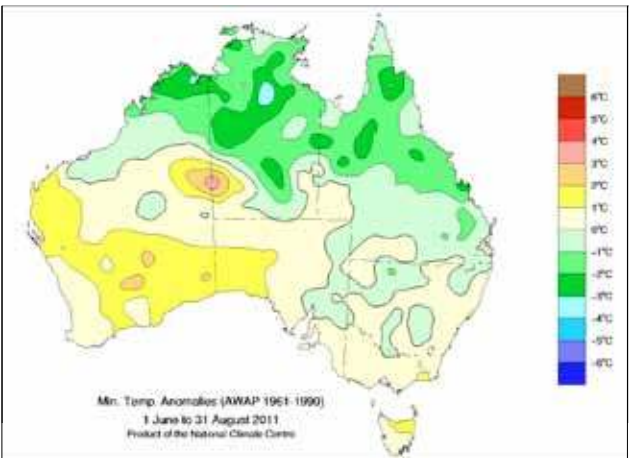 6°C
5°C
4°C
3°C
2°C
1°C
0°C
-1°C
-2°C
-3°C
-4°C
-5°C
-6°C
Min. Temp. Anomalies (AWAP 1961-1990)
1 June to 31 August 2011
Product of the National Climate Centre